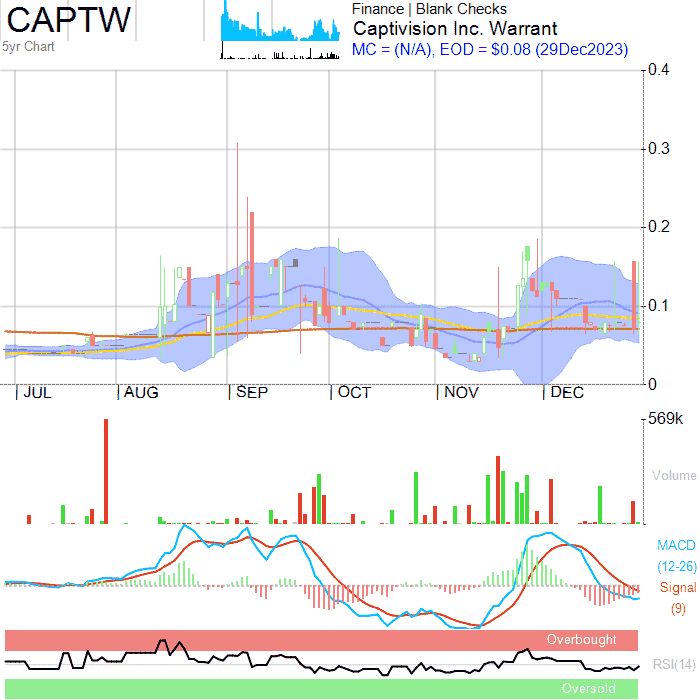 CAPTW
5yr Chart
Finance | Blank Checks
Captivision Inc. Warrant
MC = (N/A), EOD = $0.08 (29Dec2023)
0.4
0.3
0.2
0.1
0
|JUL |AUG |SEP |OCT |NOV |DEC
569k
Volume
MACD
(12-26)
Signal
(9)
Overbought
RSI(14)
Oversold